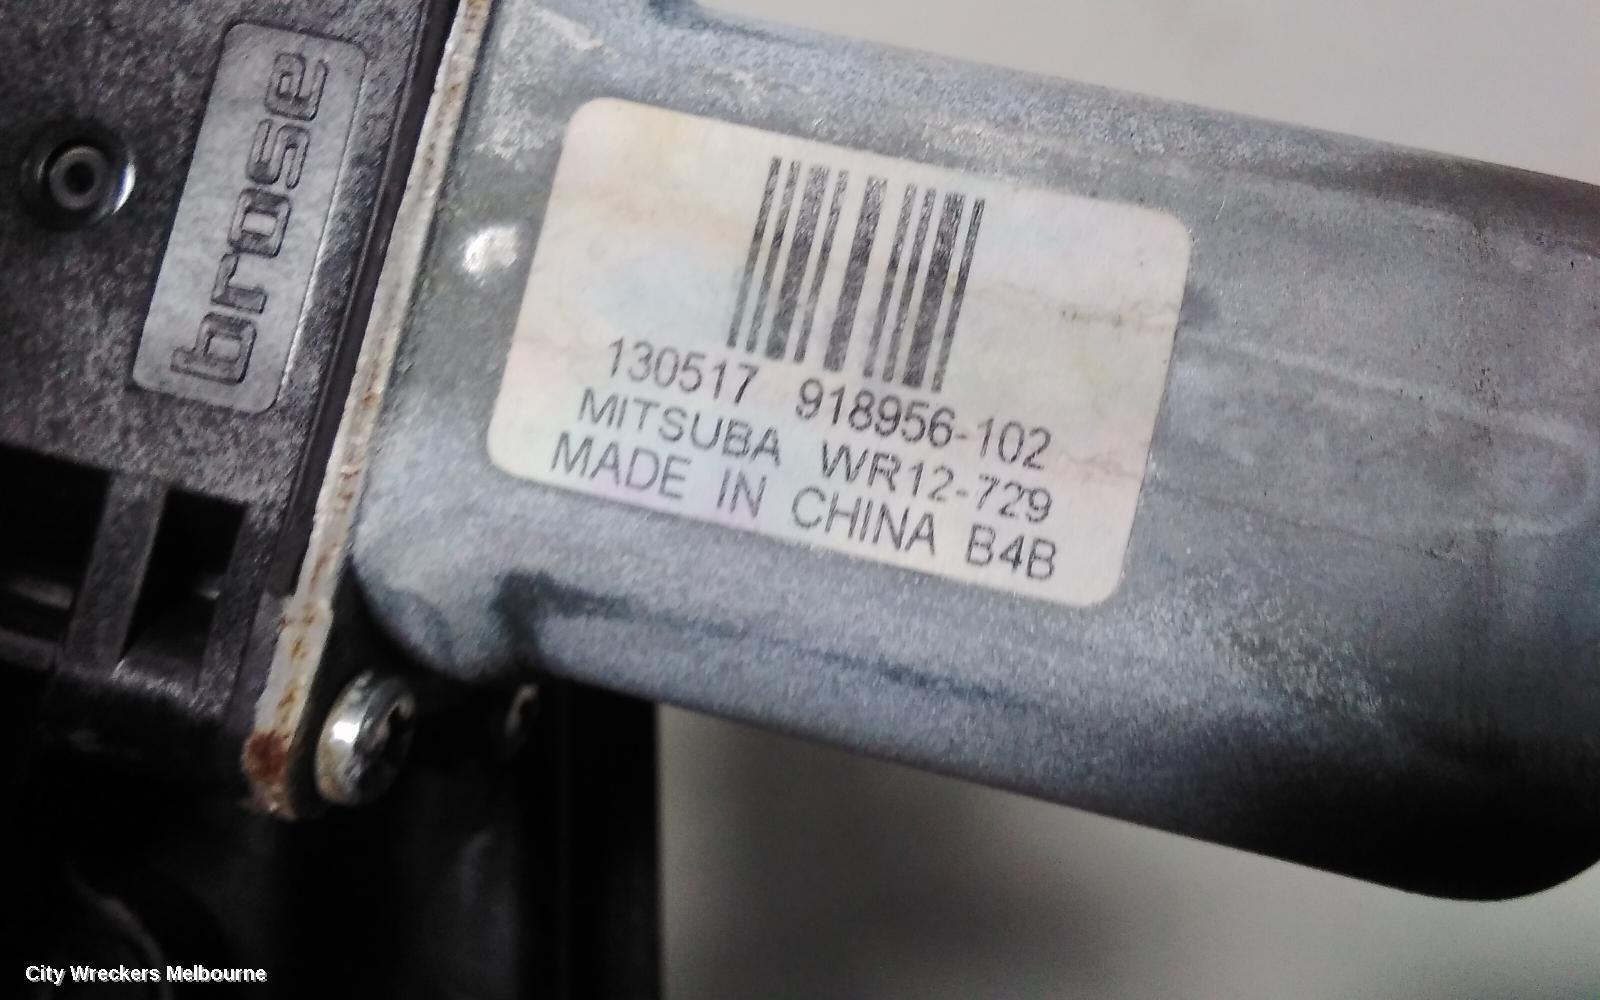 brose
130517 918956-102
MITSUBA WR12-729
MADE IN CHINA B4B
City Wreckers Melbourne